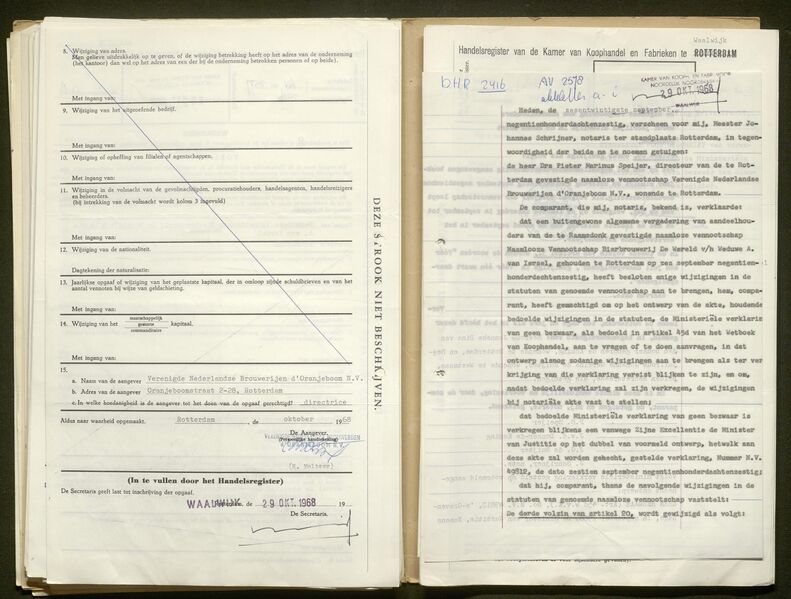 8. Wijziging van adres.
Men gelieve uitdrukkelijk op te geven, of de wijziging betrekking heeft op het adres van de onderneming
(het kantoor) dan wel op het adres van een der bij de onderneming betrokken personen of op beide).
Met ingang van:
9. Wijziging van het uitgeoefende bedrijf.
Met ingang van:
10. Wijziging of opheffing van filialen of agentschappen.
Met ingang van:
11. Wijziging in de volmacht van de gevolmachtigden, procuratiehouders, handelsagenten, handelsreizigers
en beheerders.
(bij intrekking van de volmacht wordt kolom 3 ingevuld)
Met ingang van:
12. Wijziging van de nationaliteit.
Dagtekening der naturalisatie:
13. Jaarlijkse opgaaf of wijziging van het geplaatste kapitaal, der in omloop zijnde schuldbrieven en van het
aantal vennoten bij wijze van geldschieting.
Met ingang van:
14. Wijziging van het maatschappelijk gestorte commanditaire kapitaal.
Met ingang van:
15.
a. Naam van de aangever Verenigde Nederlandse Brouwerijen d'Oranjeboom N.V.
b. Adres van de aangever Oranjeboomstraat 2-28, Rotterdam
c. In welke hoedanigheid is de aangever tot het doen van de opgaaf gerechtigd? directrice
Aldus naar waarheid opgemaakt. Rotterdam, de oktober 1968
De Aangever,
(Persoonlijke handtekening)
(In te vullen door het Handelsregister)
De Secretaris gelast tot inschrijving der opgaaf.
WAALWIJK, de 29 OKT. 1968 19
De Secretaris.
DEZE STROOK NIET BESCHRIJVEN.
Waalwijk
Handelsregister van de Kamer van Koophandel en Fabrieken te ROTTERDAM
DHR 2416
AV 2578
KAMER VAN KOOPH. EN FABR. VOOR
29 OKT. 1968
WAALWIJK
Heden, de zesentwintigste september
negentienhonderdachtenzestig, verscheen voor mij, Meester Jo-
hannes Schrijner, notaris ter standplaats Rotterdam, in tegen-
woordigheid der beide na te noemen getuigen:
de heer Drs Pieter Marinus Speijer, directeur van de te Rot-
terdam gevestigde naamloze vennootschap Verenigde Nederlandse
Brouwerijen d'Oranjeboom N.V., wonende te Rotterdam.
De comparant, die mij, notaris, bekend is, verklaarde:
dat een buitengewone algemene vergadering van aandeelhou-
ders van de te Raamsdonk gevestigde naamloze vennootschap
Naamlooze Vennootschap Bierbrouwerij De Wereld v/h Weduwe A.
van Iersel, gehouden te Rotterdam op zes september negentien-
honderdachtenzestig, heeft besloten enige wijzigingen in de
statuten van genoemde vennootschap aan te brengen, hem, compa-
rant, heeft gemachtigd om op het ontwerp van de akte, houdende
bedoelde wijzigingen in de statuten, de Ministeriële verklaring
van geen bezwaar, als bedoeld in artikel 45d van het Wetboek
van Koophandel, aan te vragen of te doen aanvragen, in dat
ontwerp alsnog zodanige wijzigingen aan te brengen als ter ver-
krijging van die verklaring vereist blijken te zijn, en om,
nadat bedoelde verklaring zal zijn verkregen, de wijzigingen
bij notariële akte vast te stellen;
dat bedoelde Ministeriële verklaring van geen bezwaar is
verkregen blijkens een vanwege Zijne Excellentie de Minister
van Justitie op het dubbel van voormeld ontwerp, hetwelk aan
deze akte zal worden gehecht, gestelde verklaring, Nummer N.V.
49812, de dato zestien september negentienhonderdachtenzestig;
dat hij, comparant, thans de navolgende wijzigingen in de
statuten van genoemde naamloze vennootschap vaststelt:
De derde volzin van artikel 20, wordt gewijzigd als volgt: